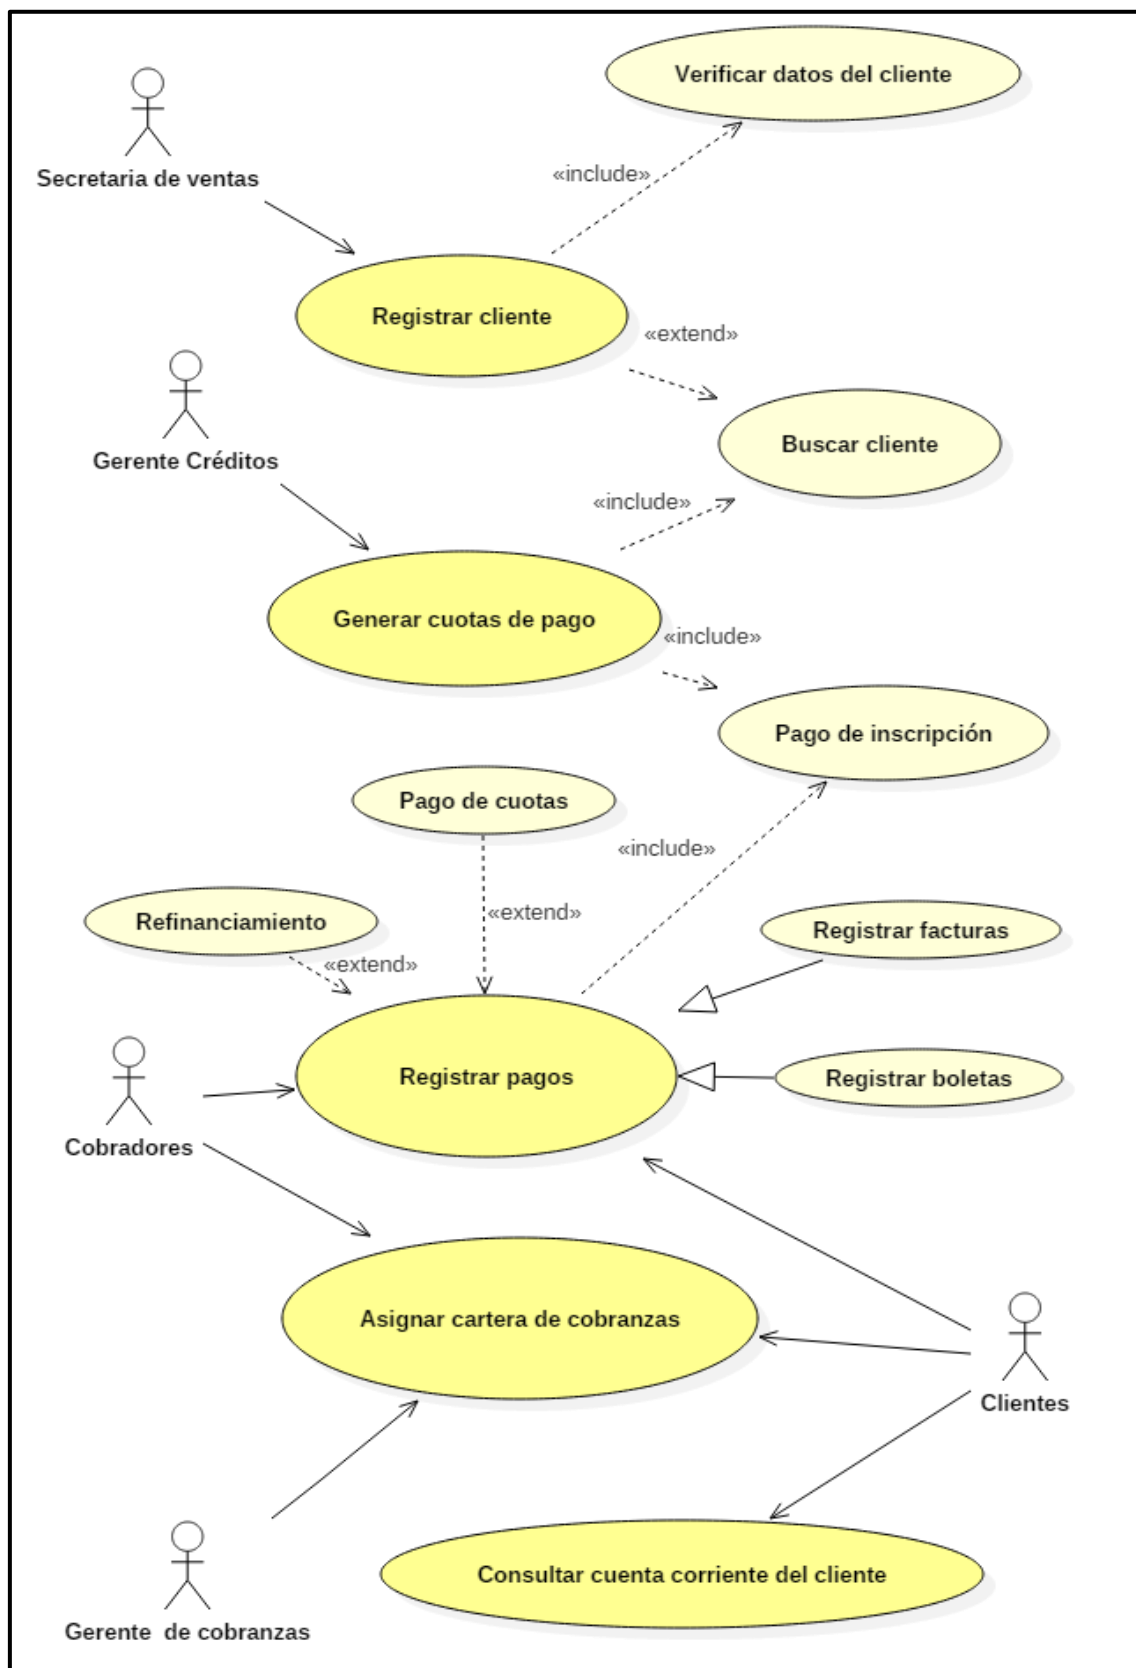 Verificar datos del cliente
Secretaria de ventas
«include»
Registrar cliente
«extend»
Buscar cliente
Gerente Créditos
«include»
Generar cuotas de pago
«include»
Pago de inscripción
Pago de cuotas
«include»
«extend»
Refinanciamiento
«extend»
Registrar facturas
Registrar pagos
Registrar boletas
Cobradores
Asignar cartera de cobranzas
Clientes
Consultar cuenta corriente del cliente
Gerente de cobranzas